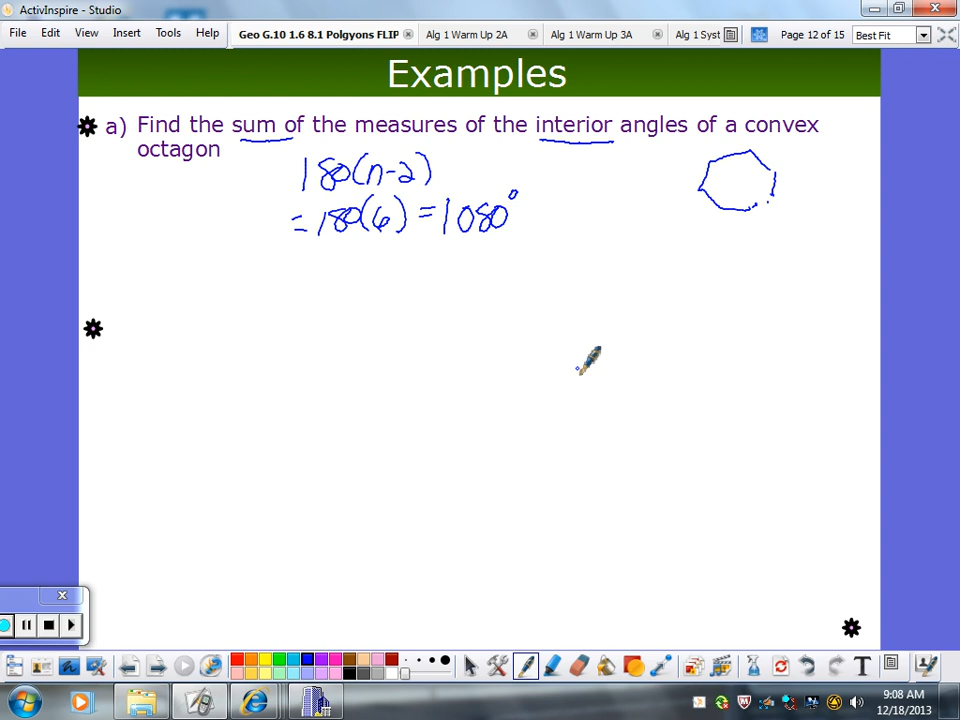 ActivInspire - Studio
File Edit View Insert Tools Help
Geo G.10 1.6 8.1 Polgyons FLIP
Alg 1 Warm Up 2A
Alg 1 Warm Up 3A
Alg 1 Syst
Page 12 of 15
Best Fit
Examples
a) Find the sum of the measures of the interior angles of a convex
octagon
180(n-2)
=180(6)=1080°
9:08 AM
12/18/2013